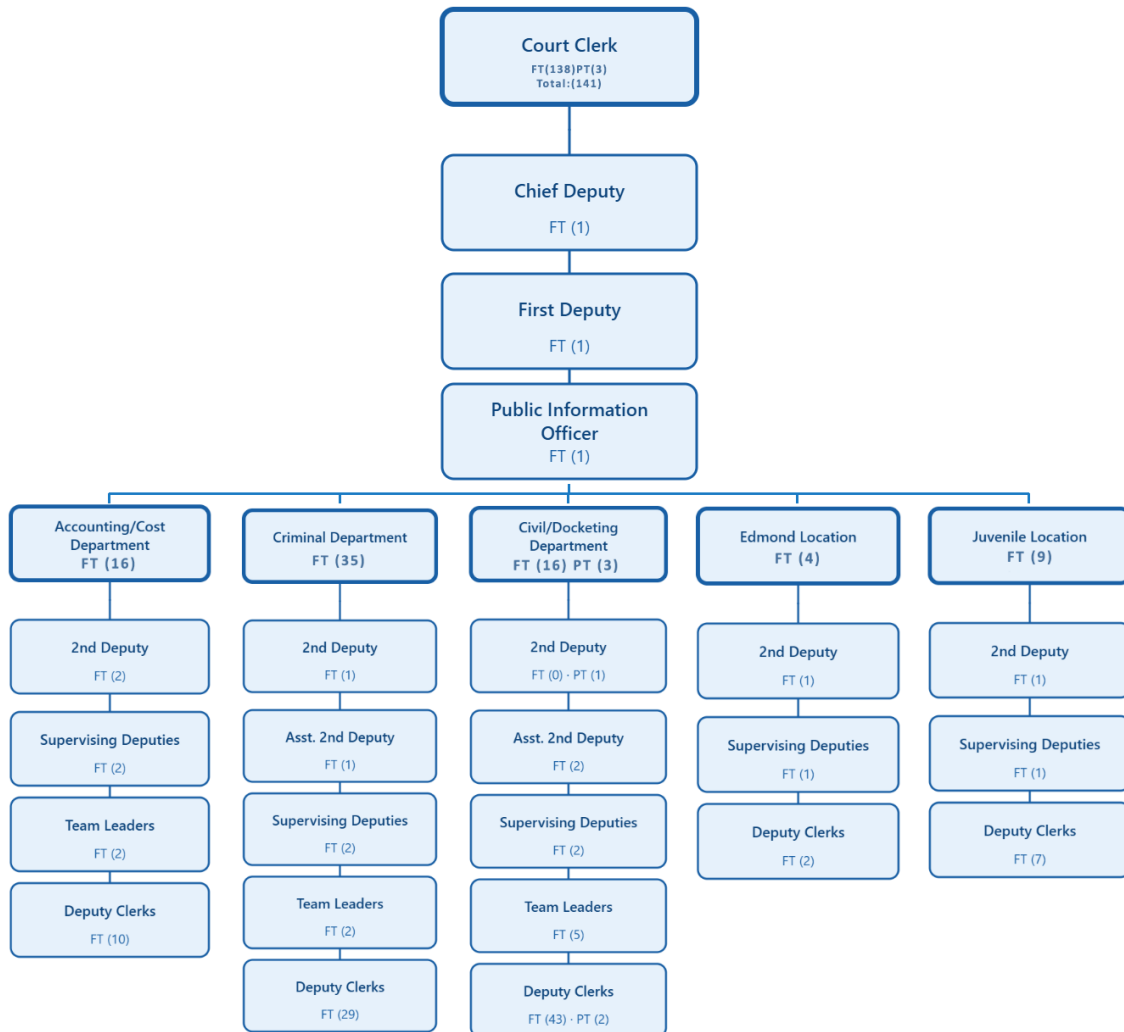 Court Clerk
FT(138)PT(3)
Total:(141)
Chief Deputy
FT (1)
First Deputy
FT (1)
Public Information
Officer
FT (1)
Accounting/Cost
Department
FT (16)
2nd Deputy
FT (2)
Supervising Deputies
FT (2)
Team Leaders
FT (2)
Deputy Clerks
FT (10)
Criminal Department
FT (35)
2nd Deputy
FT (1)
Asst. 2nd Deputy
FT (1)
Supervising Deputies
FT (2)
Team Leaders
FT (2)
Deputy Clerks
FT (29)
Civil/Docketing
Department
FT (16) PT (3)
2nd Deputy
FT (0) · PT (1)
Asst. 2nd Deputy
FT (2)
Supervising Deputies
FT (2)
Team Leaders
FT (5)
Deputy Clerks
FT (43) · PT (2)
Edmond Location
FT (4)
2nd Deputy
FT (1)
Supervising Deputies
FT (1)
Deputy Clerks
FT (2)
Juvenile Location
FT (9)
2nd Deputy
FT (1)
Supervising Deputies
FT (1)
Deputy Clerks
FT (7)